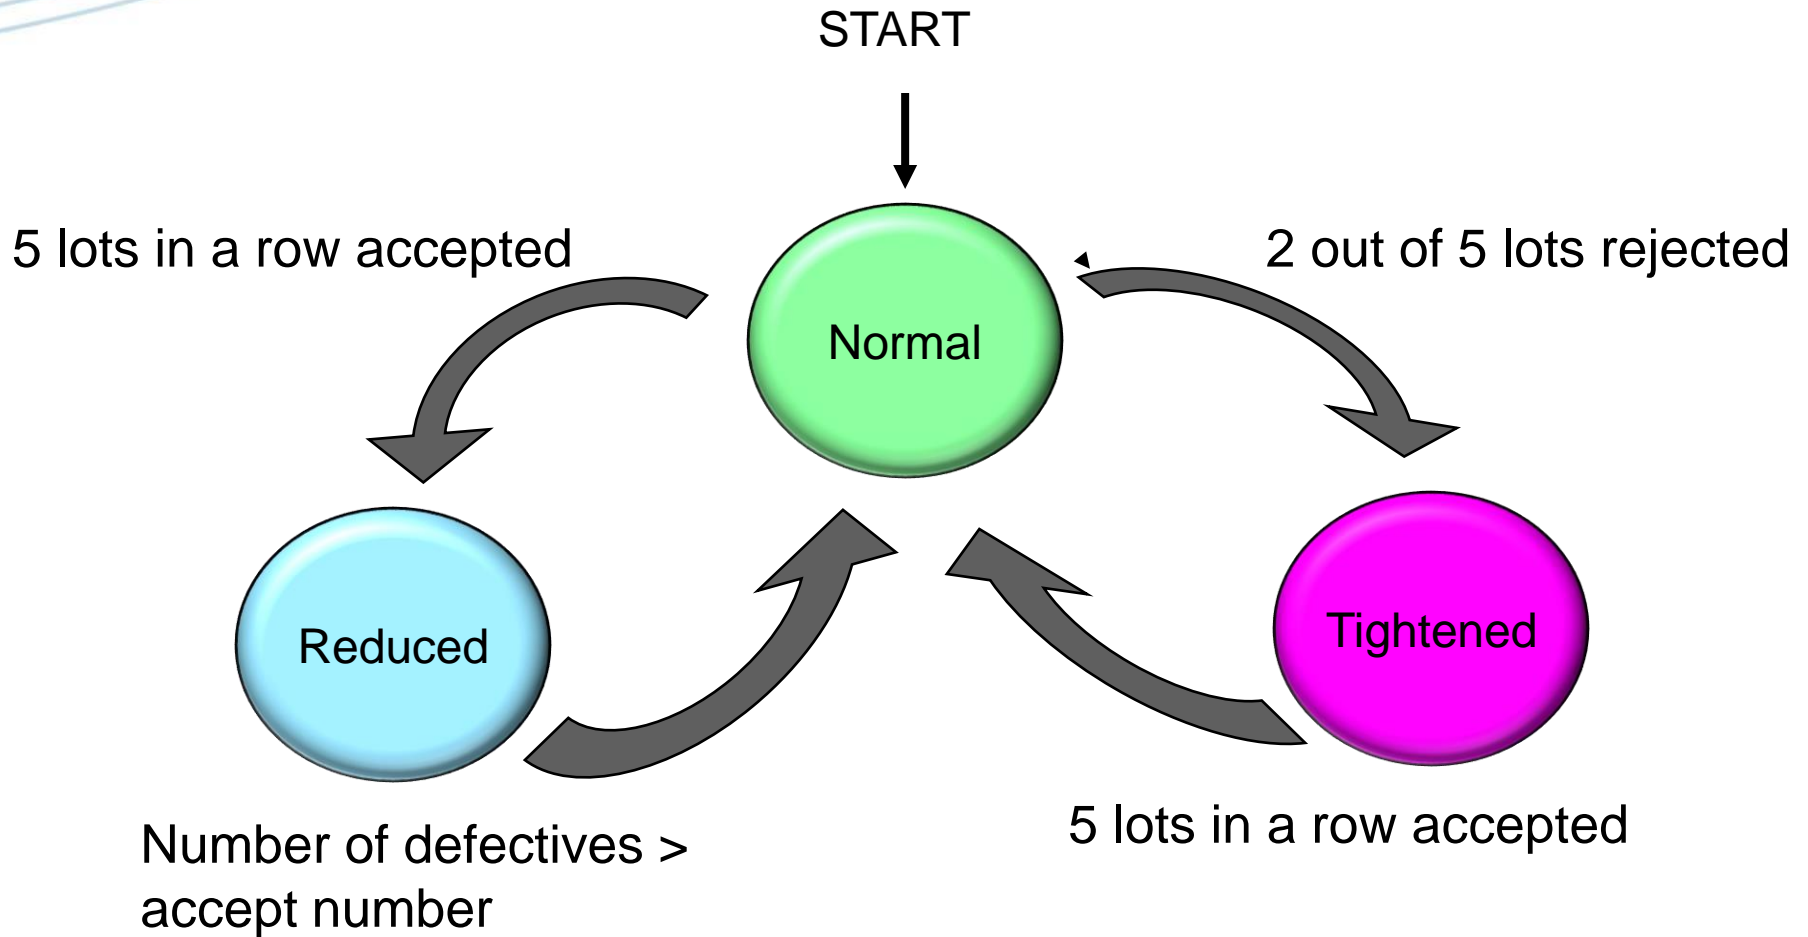 START
5 lots in a row accepted
2 out of 5 lots rejected
Normal
Reduced
Tightened
Number of defectives >
accept number
5 lots in a row accepted